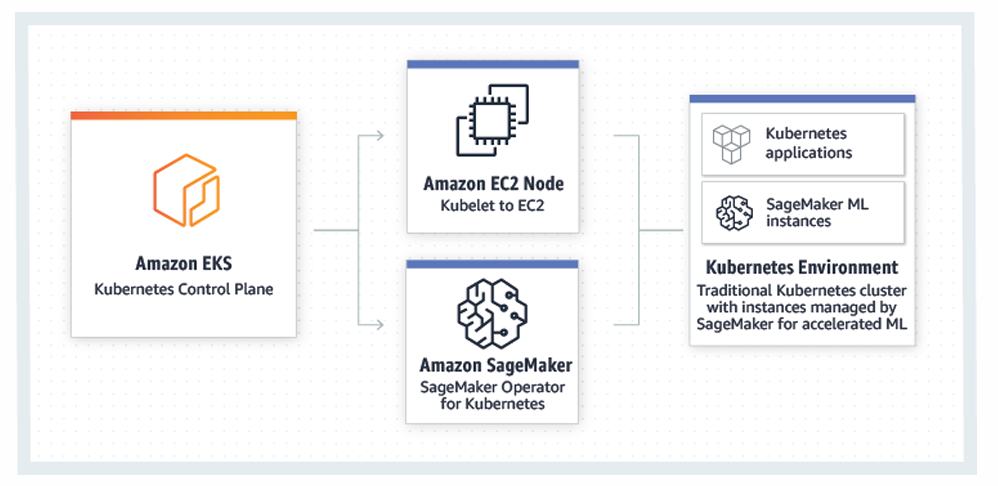 Amazon EKS
Kubernetes Control Plane
Amazon EC2 Node
Kubelet to EC2
Amazon SageMaker
SageMaker Operator
for Kubernetes
Kubernetes
applications
SageMaker ML
instances
Kubernetes Environment
Traditional Kubernetes cluster
with instances managed by
SageMaker for accelerated ML